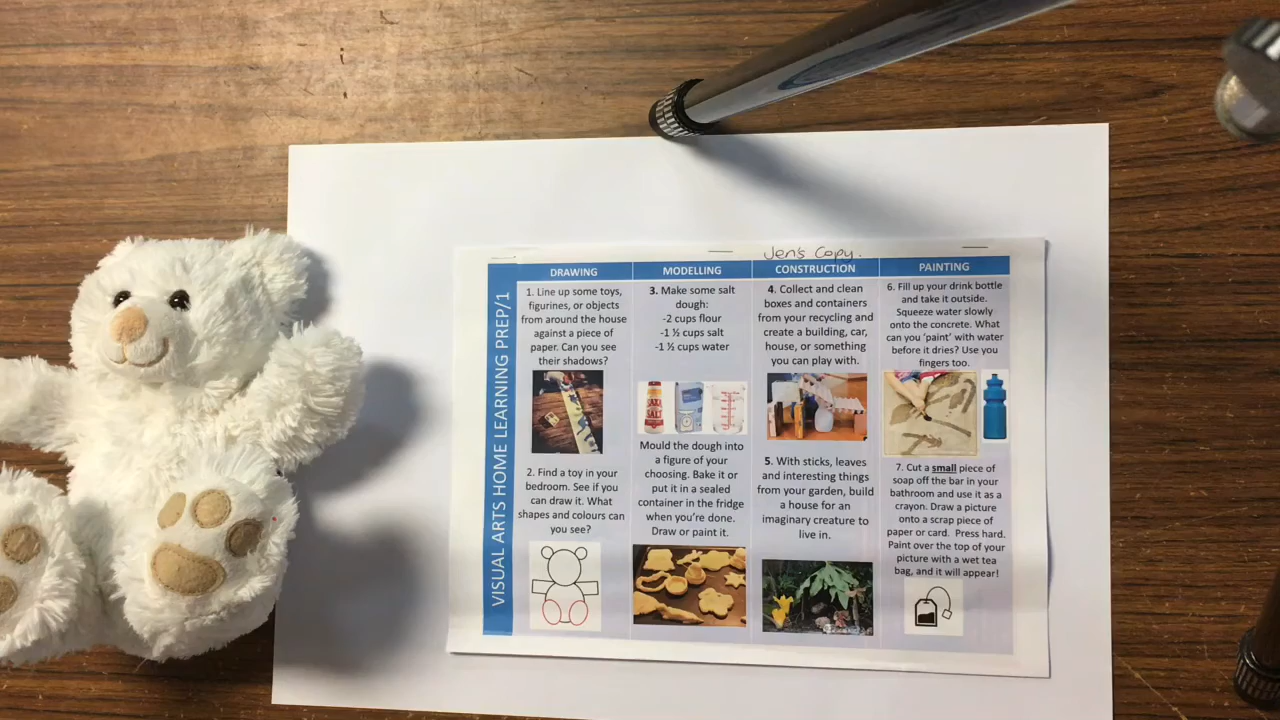 Jen's Copy.
VISUAL ARTS HOME LEARNING PREP/1
DRAWING
1. Line up some toys,
figurines, or objects
from around the house
against a piece of
paper. Can you see
their shadows?
2. Find a toy in your
bedroom. See if you
can draw it. What
shapes and colours can
you see?
MODELLING
3. Make some salt
dough:
-2 cups flour
-1 ½ cups salt
-1 ½ cups water
SAXA
SALT
Mould the dough into
a figure of your
choosing. Bake it or
put it in a sealed
container in the fridge
when you're done.
Draw or paint it.
CONSTRUCTION
4. Collect and clean
boxes and containers
from your recycling and
create a building, car,
house, or something
you can play with.
5. With sticks, leaves
and interesting things
from your garden, build
a house for an
imaginary creature to
live in.
PAINTING
6. Fill up your drink bottle
and take it outside.
Squeeze water slowly
onto the concrete. What
can you 'paint' with water
before it dries? Use you
fingers too.
7. Cut a small piece of
soap off the bar in your
bathroom and use it as a
crayon. Draw a picture
onto a scrap piece of
paper or card. Press hard.
Paint over the top of your
picture with a wet tea
bag, and it will appear!